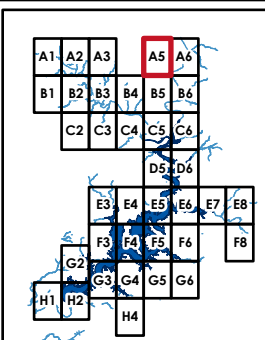 A1 A2 A3 A5 A6
B1 B2 B3 B4 B5 B6
C2 C3 C4 C5 C6
D5 D6
E3 E4 E5 E6 E7 E8
F3 F4 F5 F6 F8
G2
G3 G4 G5 G6
H1 H2
H4